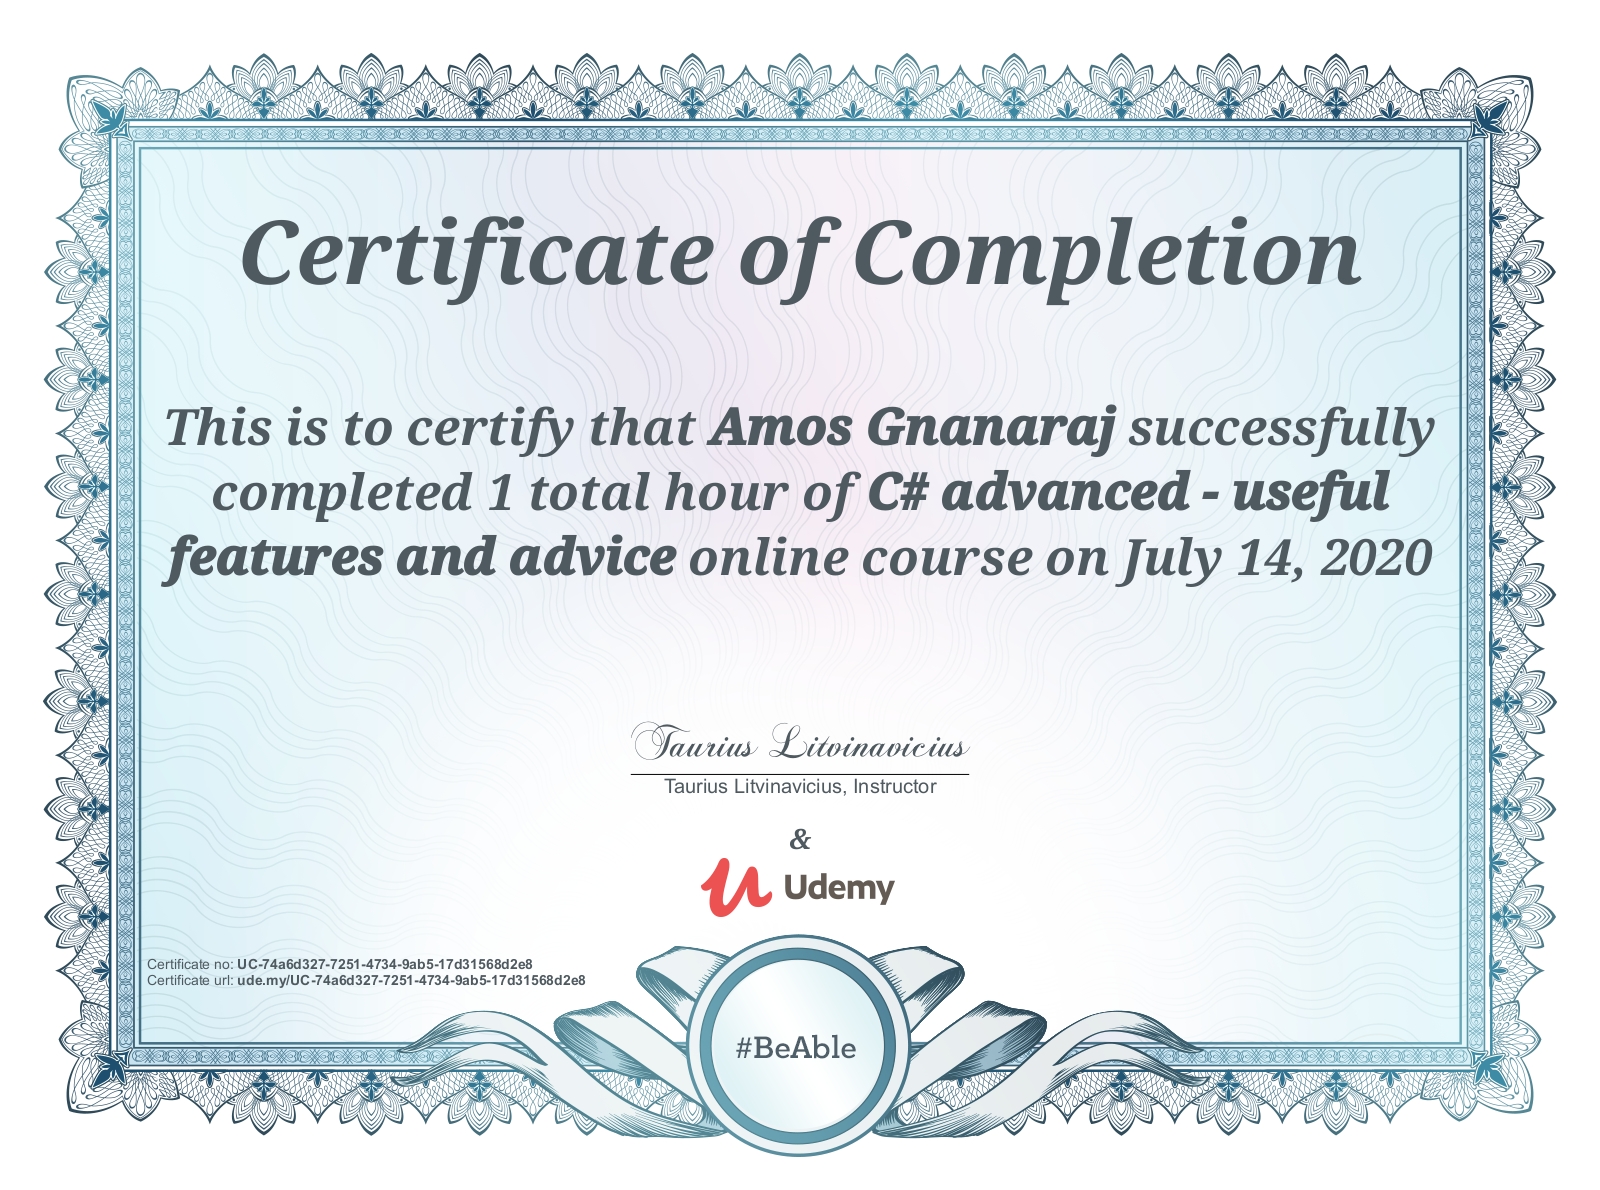 Certificate of Completion
This is to certify that Amos Gnanaraj successfully
completed 1 total hour of C# advanced - useful
features and advice online course on July 14, 2020
Taurius Litvinavicius
Taurius Litvinavicius, Instructor
&
Udemy
Certificate no: UC-74a6d327-7251-4734-9ab5-17d31568d2e8
Certificate url: ude.my/UC-74a6d327-7251-4734-9ab5-17d31568d2e8
#BeAble